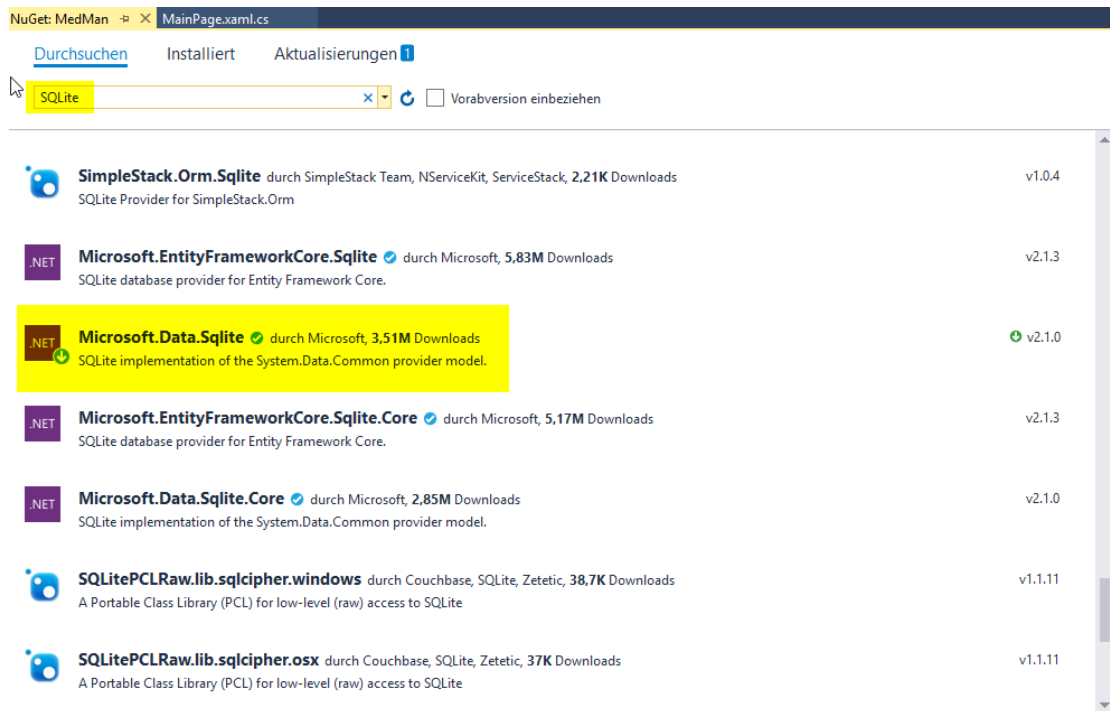 NuGet: MedMan MainPage.xaml.cs
Durchsuchen Installiert Aktualisierungen 1
SQLite Vorabversion einbeziehen
SimpleStack.Orm.Sqlite durch SimpleStack Team, NServiceKit, ServiceStack, 2,21K Downloads v1.0.4
SQLite Provider for SimpleStack.Orm
.NET Microsoft.EntityFrameworkCore.Sqlite durch Microsoft, 5,83M Downloads v2.1.3
SQLite database provider for Entity Framework Core.
.NET Microsoft.Data.Sqlite durch Microsoft, 3,51M Downloads v2.1.0
SQLite implementation of the System.Data.Common provider model.
.NET Microsoft.EntityFrameworkCore.Sqlite.Core durch Microsoft, 5,17M Downloads v2.1.3
SQLite database provider for Entity Framework Core.
.NET Microsoft.Data.Sqlite.Core durch Microsoft, 2,85M Downloads v2.1.0
SQLite implementation of the System.Data.Common provider model.
SQLitePCLRaw.lib.sqlcipher.windows durch Couchbase, SQLite, Zetetic, 38,7K Downloads v1.1.11
A Portable Class Library (PCL) for low-level (raw) access to SQLite
SQLitePCLRaw.lib.sqlcipher.osx durch Couchbase, SQLite, Zetetic, 37K Downloads v1.1.11
A Portable Class Library (PCL) for low-level (raw) access to SQLite